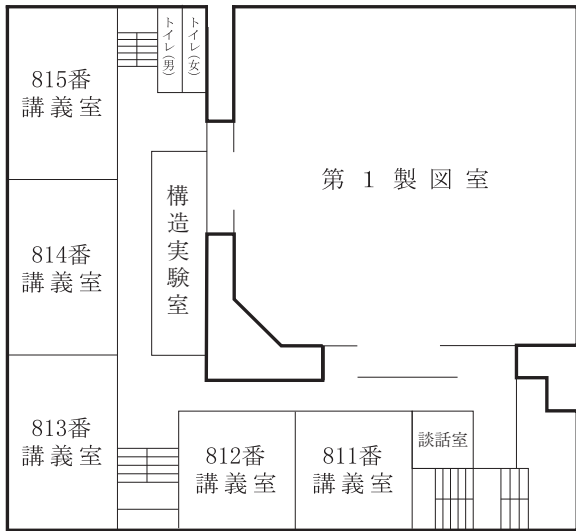 トイレ(男)
トイレ(女)
815番
講義室
第1製図室
構造実験室
814番
講義室
813番
講義室
812番
講義室
811番
講義室
談話室